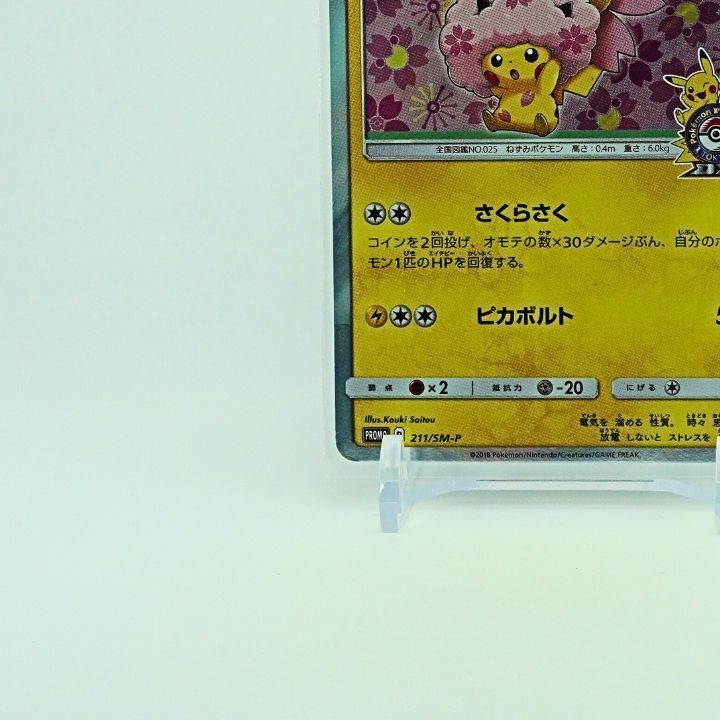 Pokémon
TOK
全国図鑑NO.025 ねずみポケモン 高さ:0.4m 重さ:6.0kg
さくらさく
コインを2回投げ、オモテの数×30ダメージぶん、自分のポ
モン1匹のHPを回復する。
ピカボルト 5
弱点 ×2 抵抗力 -20 にげる
Illus.Kouki Saitou
電気を 溜める 性質。 時々
放電 しないと ストレスを
PROMO 211/SM-P
©2018 Pokémon/Nintendo/Creatures/GAME FREAK.